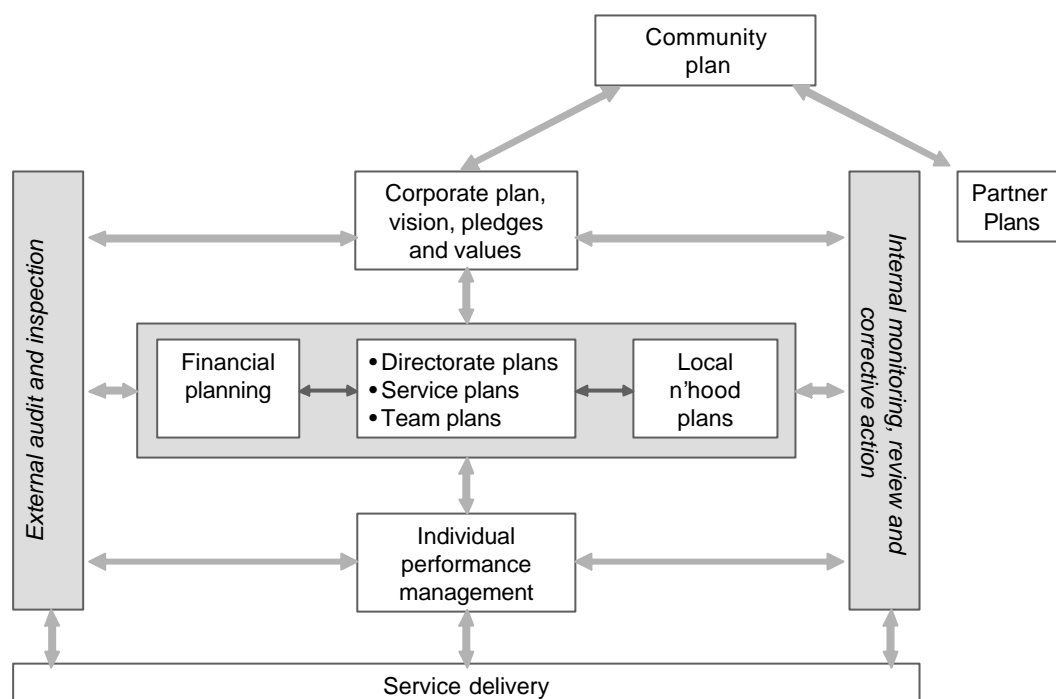 Community
plan
Corporate plan,
vision, pledges
and values
Partner
Plans
External audit and inspection
Internal monitoring, review and
corrective action
Financial
planning
•Directorate plans
•Service plans
•Team plans
Local
n’hood
plans
Individual
performance
management
Service delivery